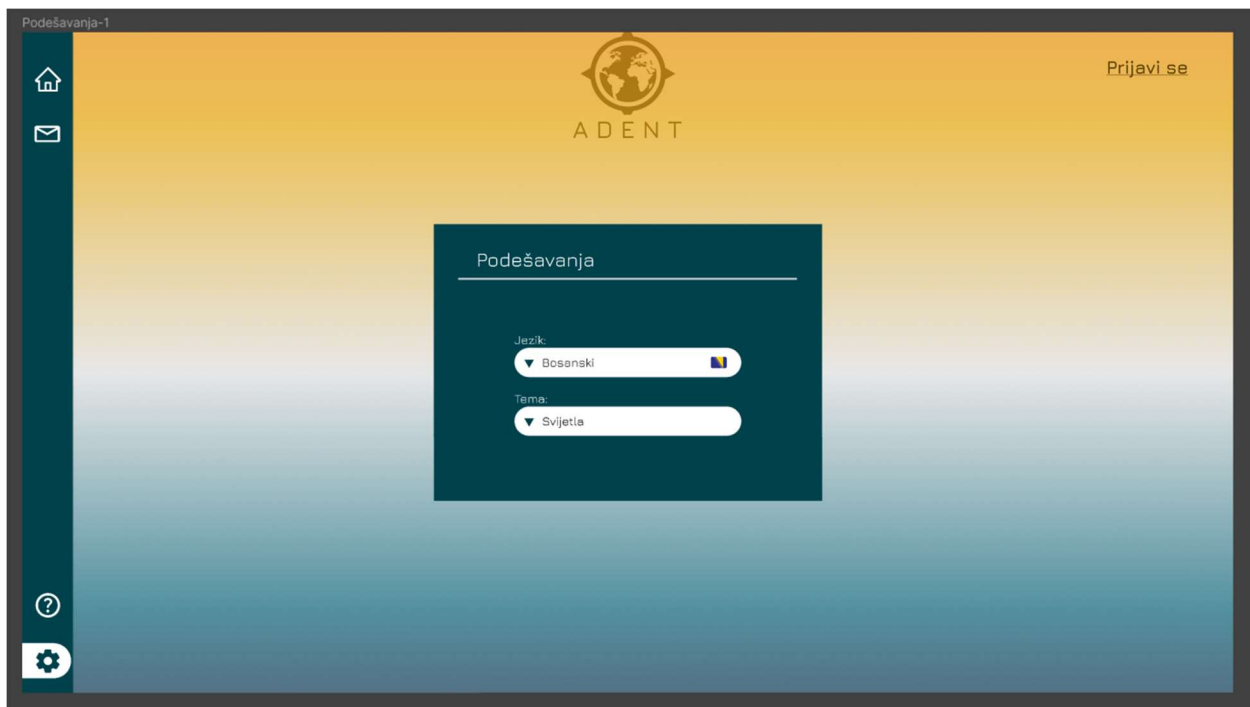 Podešavanja-1
Prijavi se
ADENT
Podešavanja
Jezik:
Bosanski
Tema:
Svijetla